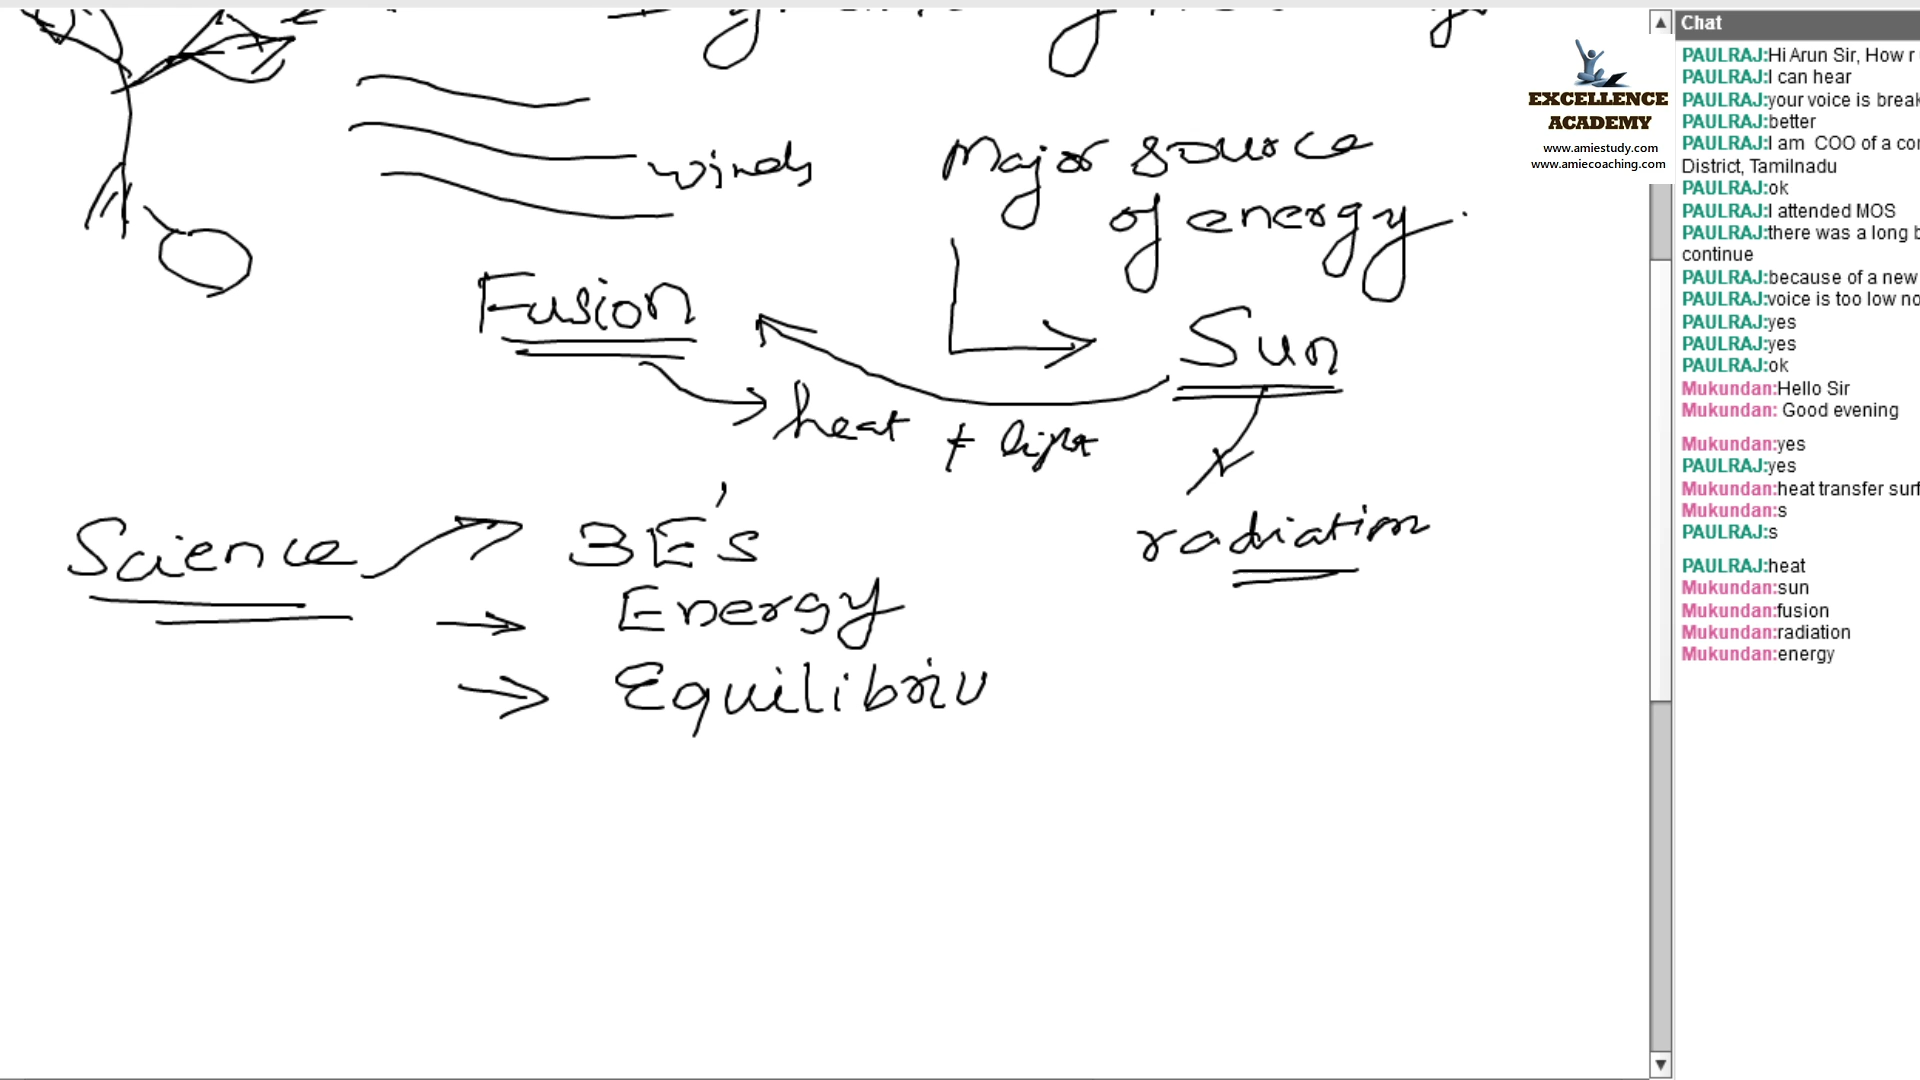 winds
Major source
of energy.
Fusion
Sun
heat + light
radiation
Science
3E's
Energy
Equilibriu
EXCELLENCE
ACADEMY
www.amiestudy.com
www.amiecoaching.com
Chat
PAULRAJ:Hi Arun Sir, How r
PAULRAJ:I can hear
PAULRAJ:your voice is break
PAULRAJ:better
PAULRAJ:I am COO of a co
District, Tamilnadu
PAULRAJ:ok
PAULRAJ:I attended MOS
PAULRAJ:there was a long b
continue
PAULRAJ:because of a new
PAULRAJ:voice is too low no
PAULRAJ:yes
PAULRAJ:yes
PAULRAJ:ok
Mukundan:Hello Sir
Mukundan: Good evening
Mukundan:yes
PAULRAJ:yes
Mukundan:heat transfer surf
Mukundan:s
PAULRAJ:s
PAULRAJ:heat
Mukundan:sun
Mukundan:fusion
Mukundan:radiation
Mukundan:energy